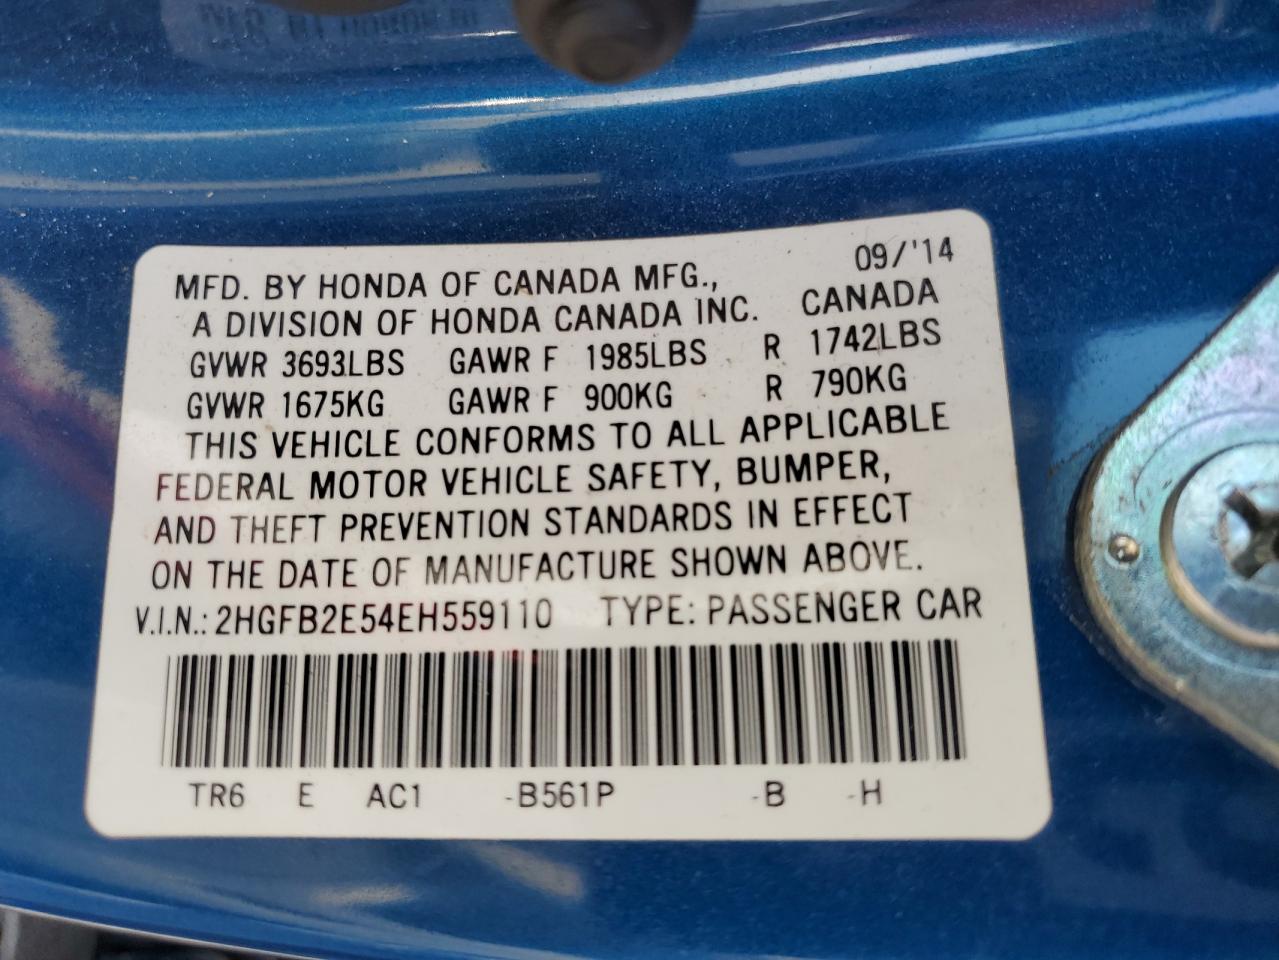 09/'14
MFD. BY HONDA OF CANADA MFG.,
A DIVISION OF HONDA CANADA INC. CANADA
GVWR 3693LBS GAWR F 1985LBS R 1742LBS
GVWR 1675KG GAWR F 900KG R 790KG
THIS VEHICLE CONFORMS TO ALL APPLICABLE
FEDERAL MOTOR VEHICLE SAFETY, BUMPER,
AND THEFT PREVENTION STANDARDS IN EFFECT
ON THE DATE OF MANUFACTURE SHOWN ABOVE.
V.I.N.: 2HGFB2E54EH559110 TYPE: PASSENGER CAR
TR6 E AC1 -B561P -B -H